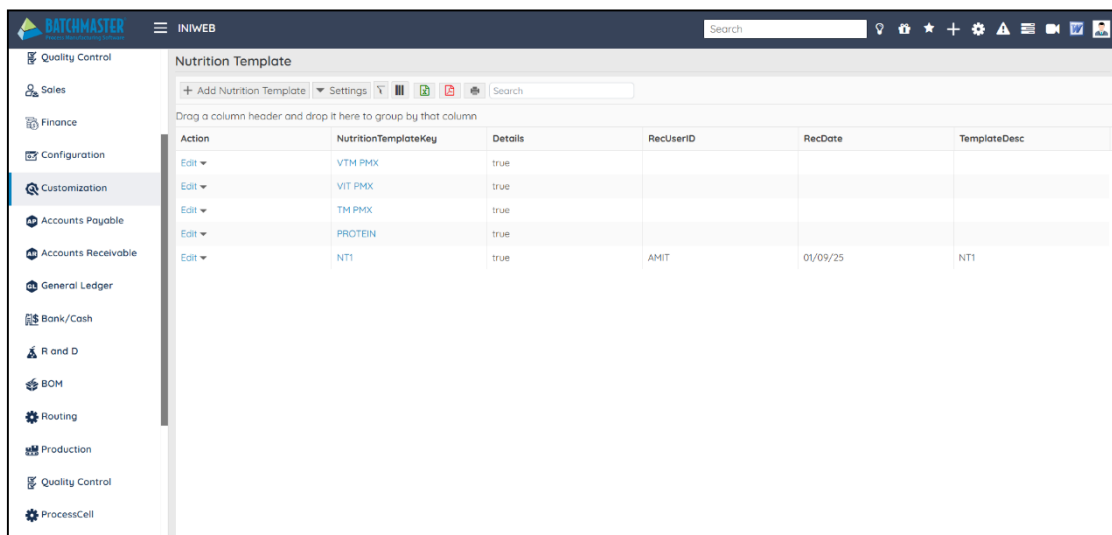 BATCHMASTER
INIWEB
Search
Quality Control
Sales
Finance
Configuration
Customization
AP Accounts Payable
AR Accounts Receivable
GL General Ledger
Bank/Cash
R and D
BOM
Routing
Production
Quality Control
ProcessCell
Nutrition Template
+ Add Nutrition Template Settings Search
Drag a column header and drop it here to group by that column
Action NutritionTemplateKey Details RecUserID RecDate TemplateDesc
Edit VTM PMX true
Edit VIT PMX true
Edit TM PMX true
Edit PROTEIN true
Edit NT1 true AMIT 01/09/25 NT1